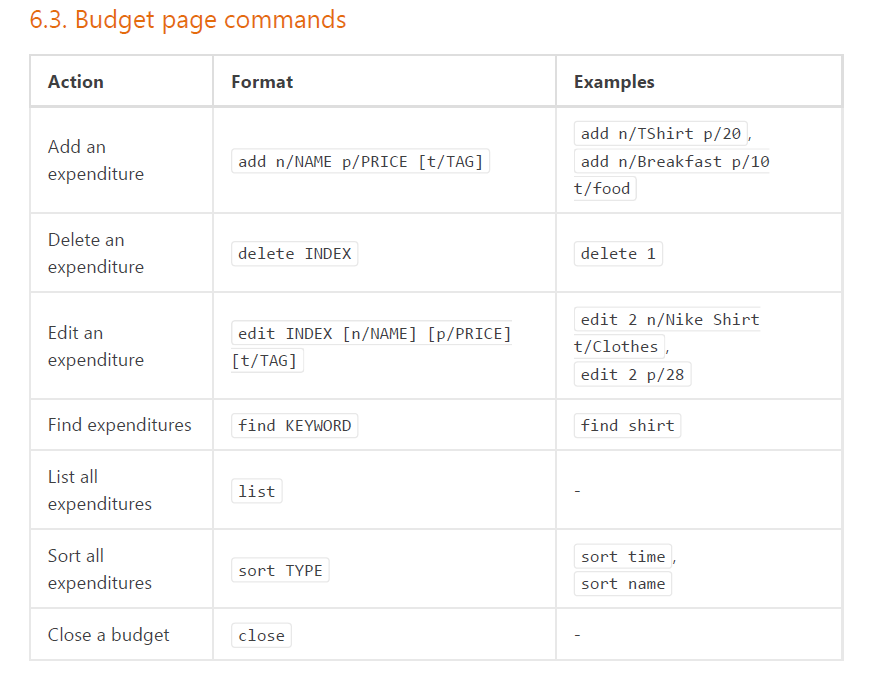 6.3. Budget page commands
Action Format Examples
Add an
expenditure
add n/NAME p/PRICE [t/TAG]
add n/TShirt p/20,
add n/Breakfast p/10
t/food
Delete an
expenditure
delete INDEX
delete 1
Edit an
expenditure
edit INDEX [n/NAME] [p/PRICE]
[t/TAG]
edit 2 n/Nike Shirt
t/Clothes,
edit 2 p/28
Find expenditures
find KEYWORD
find shirt
List all
expenditures
list
-
Sort all
expenditures
sort TYPE
sort time,
sort name
Close a budget
close
-